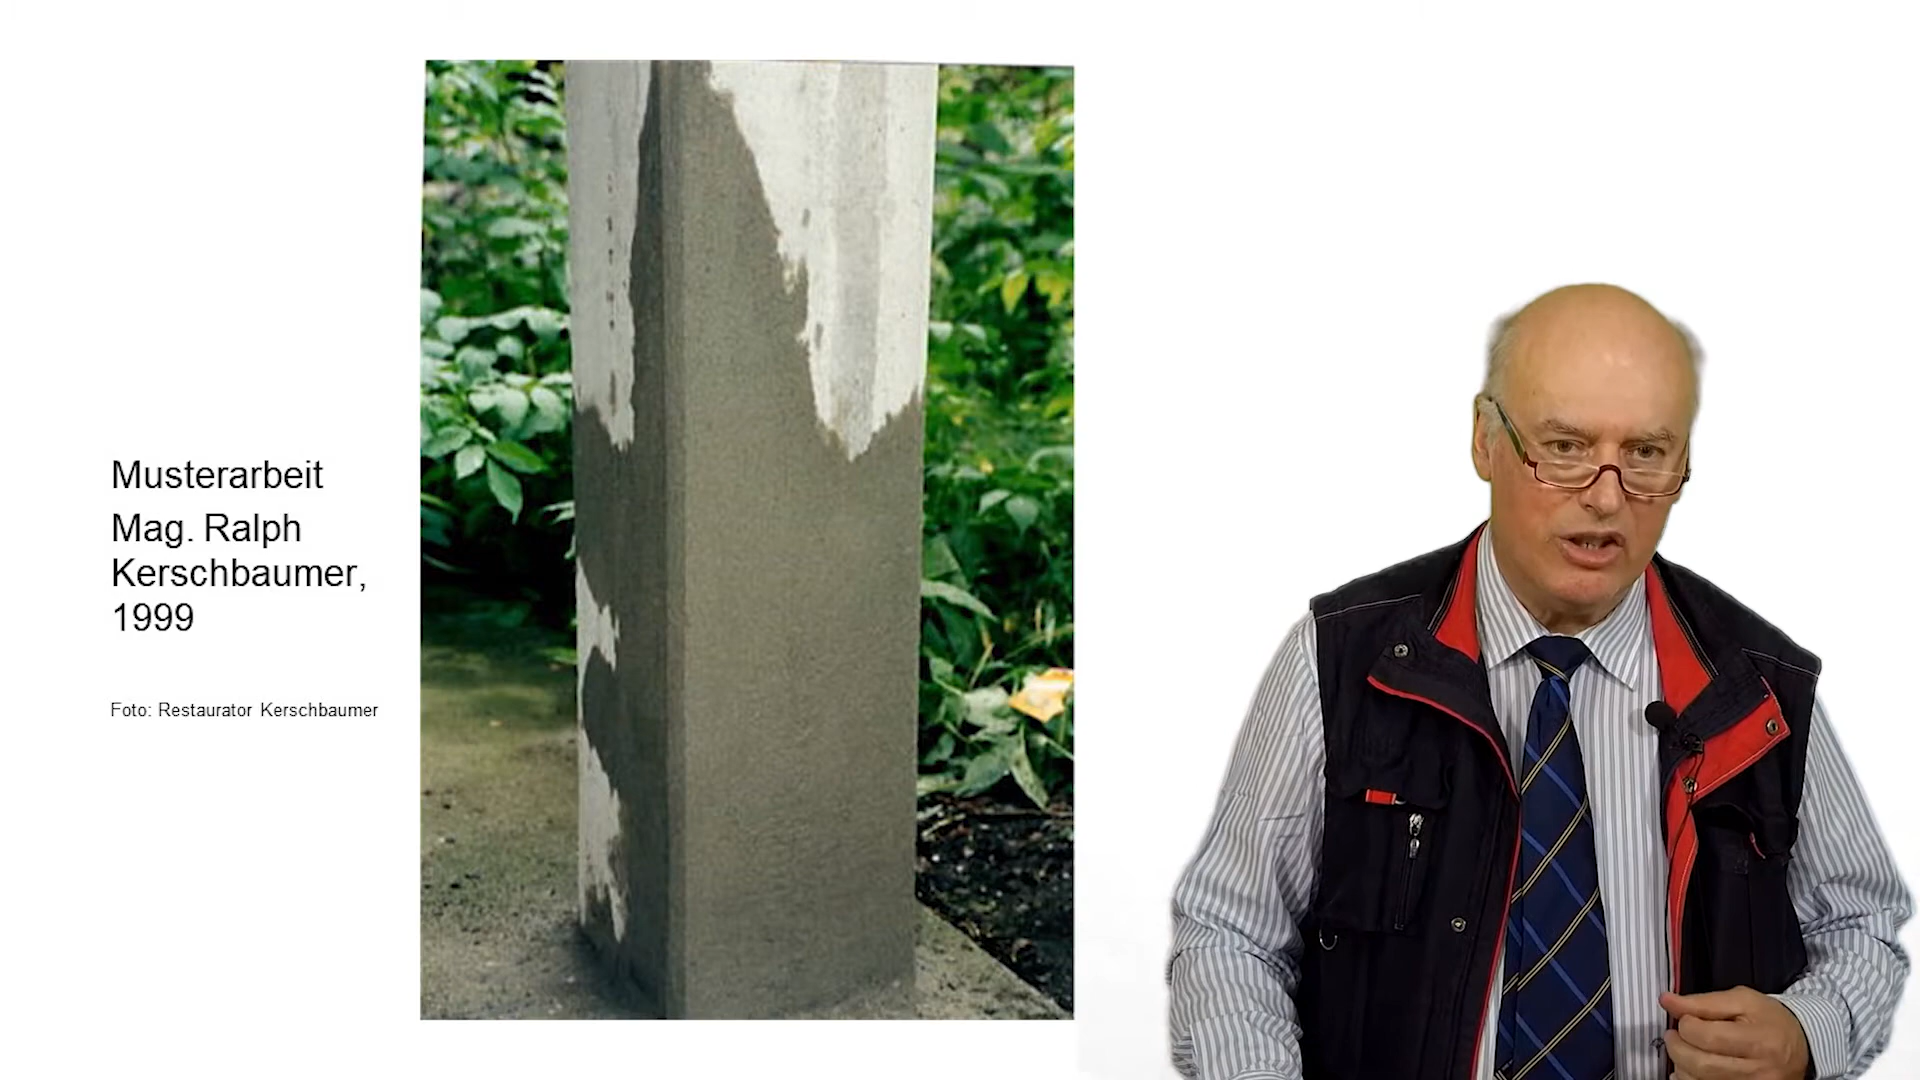 Musterarbeit
Mag. Ralph
Kerschbaumer,
1999
Foto: Restaurator Kerschbaumer